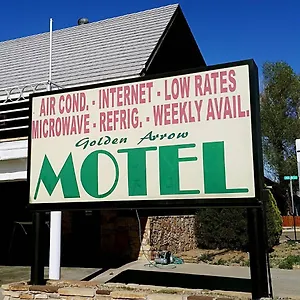 AIR COND. - INTERNET - LOW RATES
MICROWAVE - REFRIG. - WEEKLY AVAIL.
Golden Arrow
MOTEL